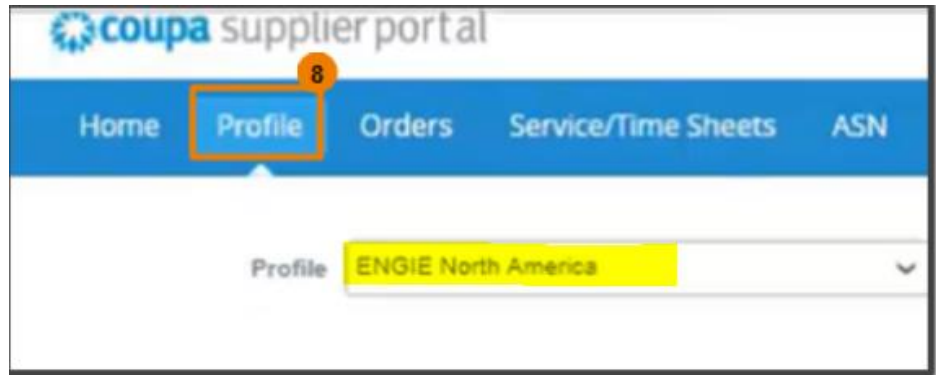 coupa supplier portal
8
Home Profile Orders Service/Time Sheets ASN
Profile ENGIE North America